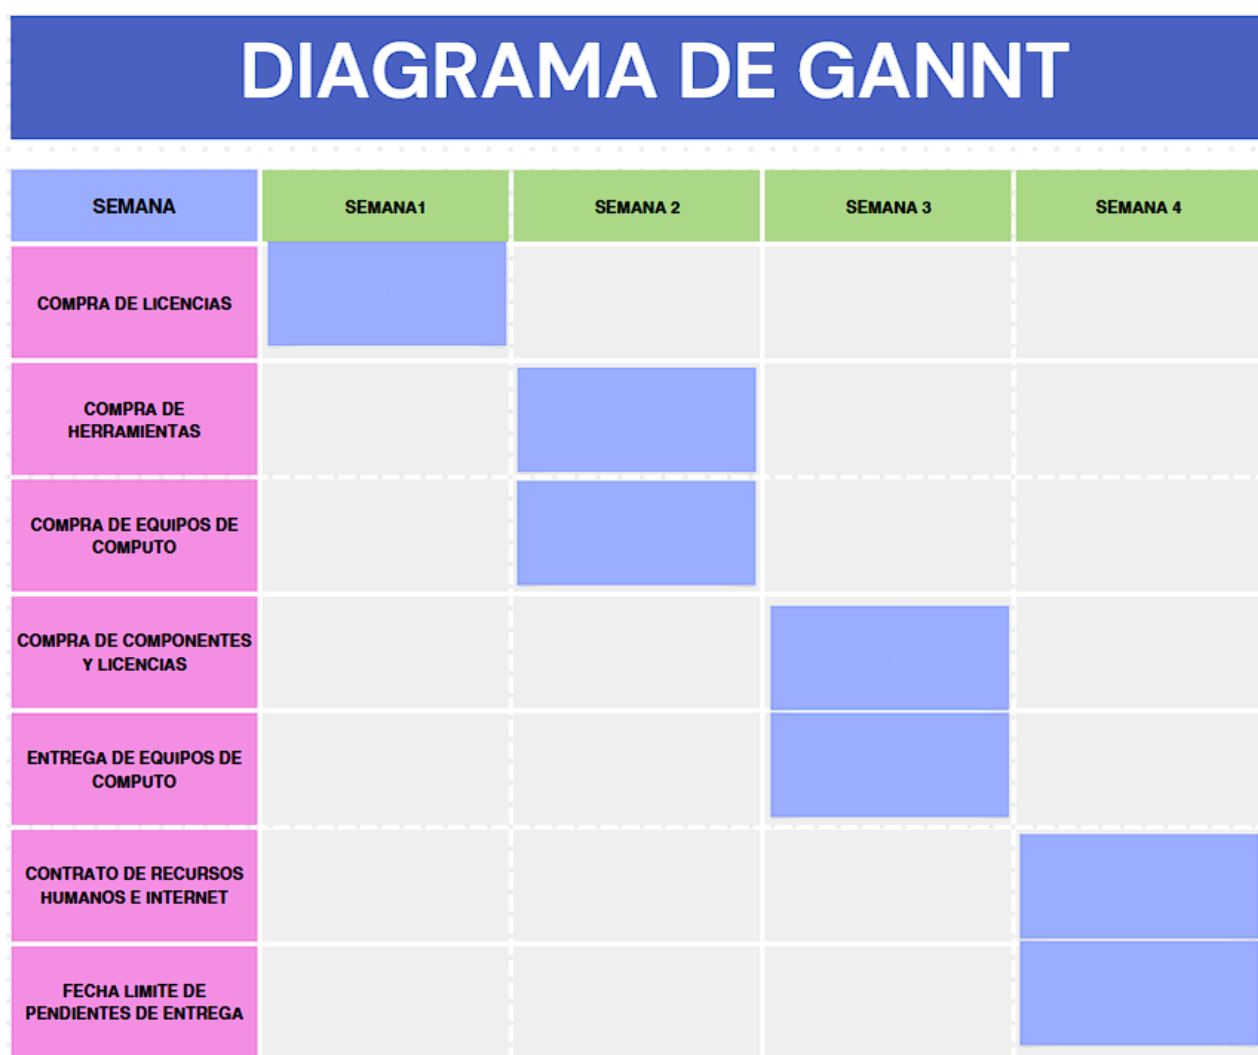 DIAGRAMA DE GANNT
SEMANA
SEMANA1
SEMANA 2
SEMANA 3
SEMANA 4
COMPRA DE LICENCIAS
COMPRA DE
HERRAMIENTAS
COMPRA DE EQUIPOS DE
COMPUTO
COMPRA DE COMPONENTES
Y LICENCIAS
ENTREGA DE EQUIPOS DE
COMPUTO
CONTRATO DE RECURSOS
HUMANOS E INTERNET
FECHA LIMITE DE
PENDIENTES DE ENTREGA